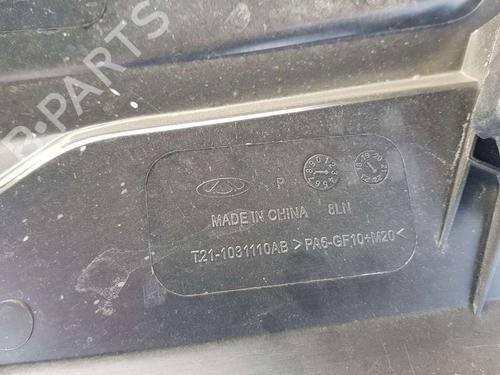 B-PARTS
P
MADE IN CHINA 8LN
T21-1031110AB >PA6-GF10+M20<